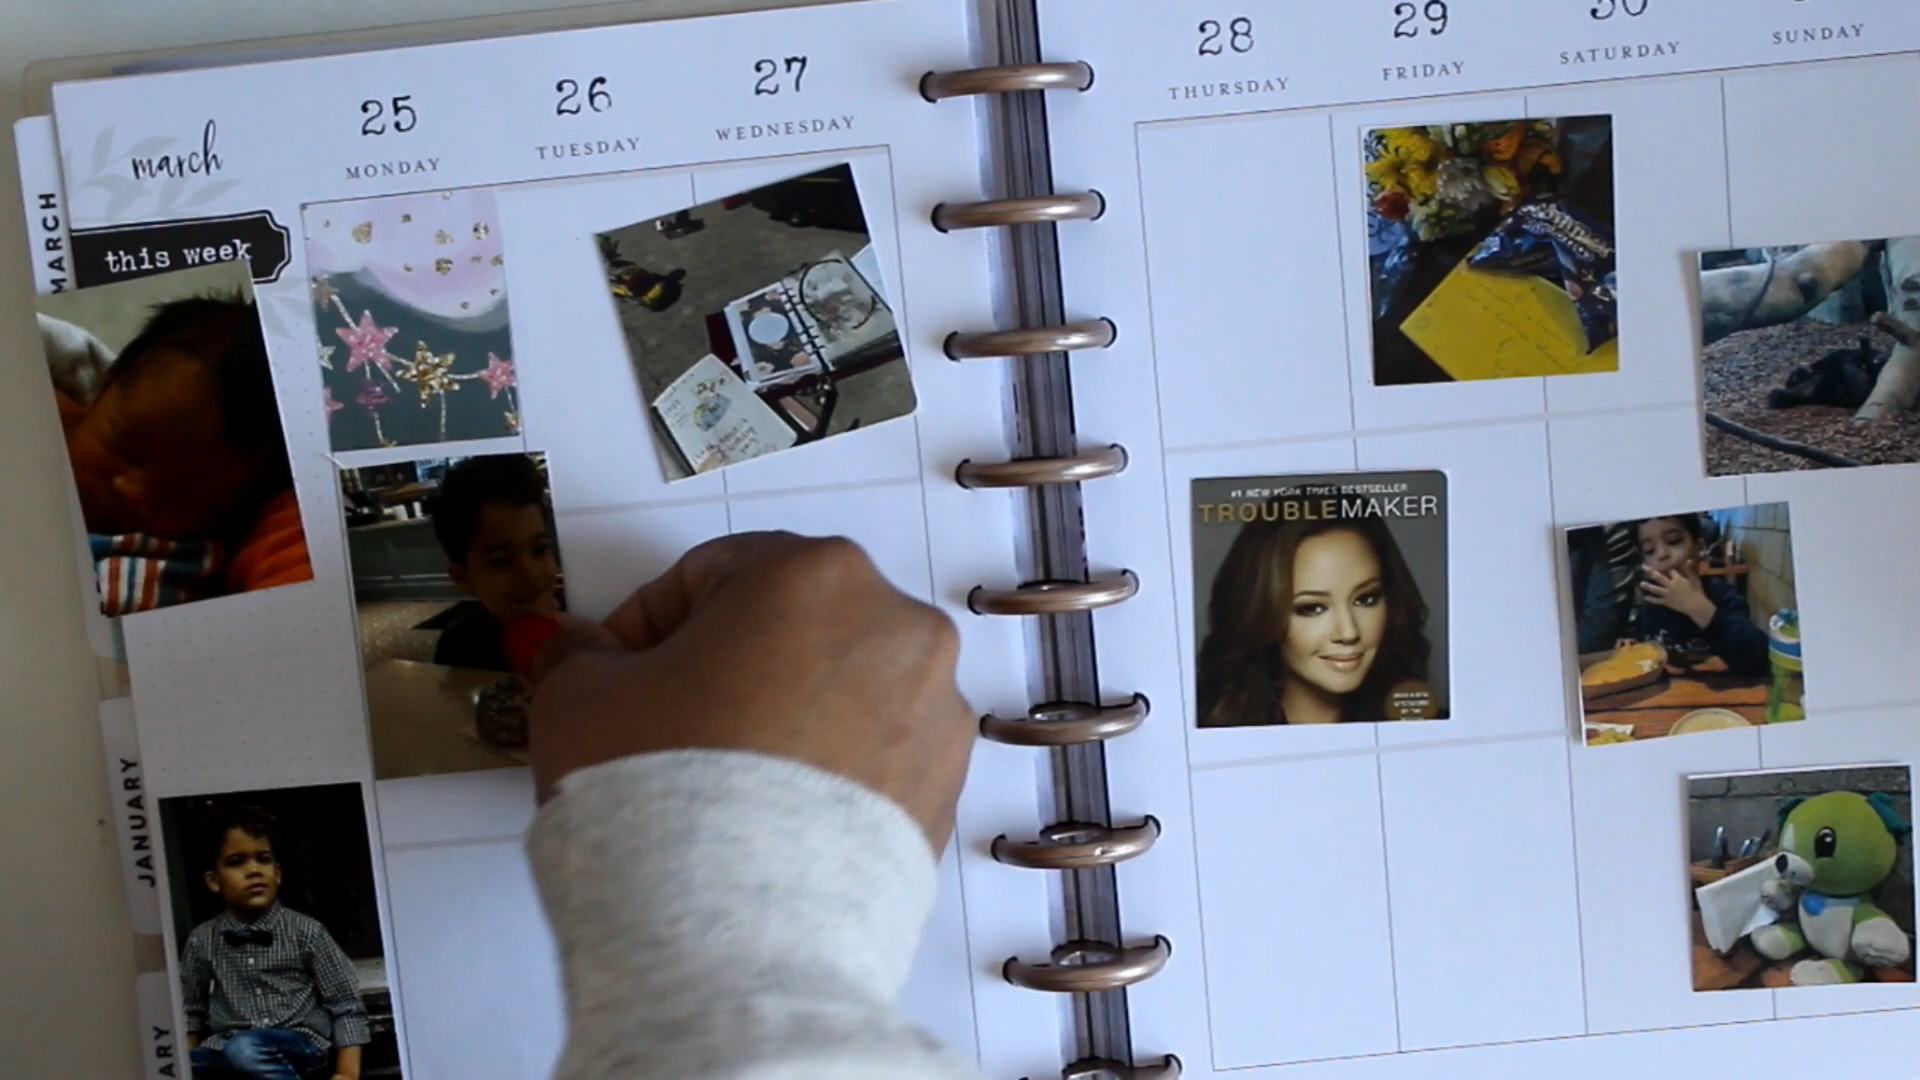 march
25
MONDAY
26
TUESDAY
27
WEDNESDAY
28
THURSDAY
29
FRIDAY
30
SATURDAY
SUNDAY
MARCH
this week
#1 NEW YORK TIMES BESTSELLER
TROUBLEMAKER
JANUARY
ARY